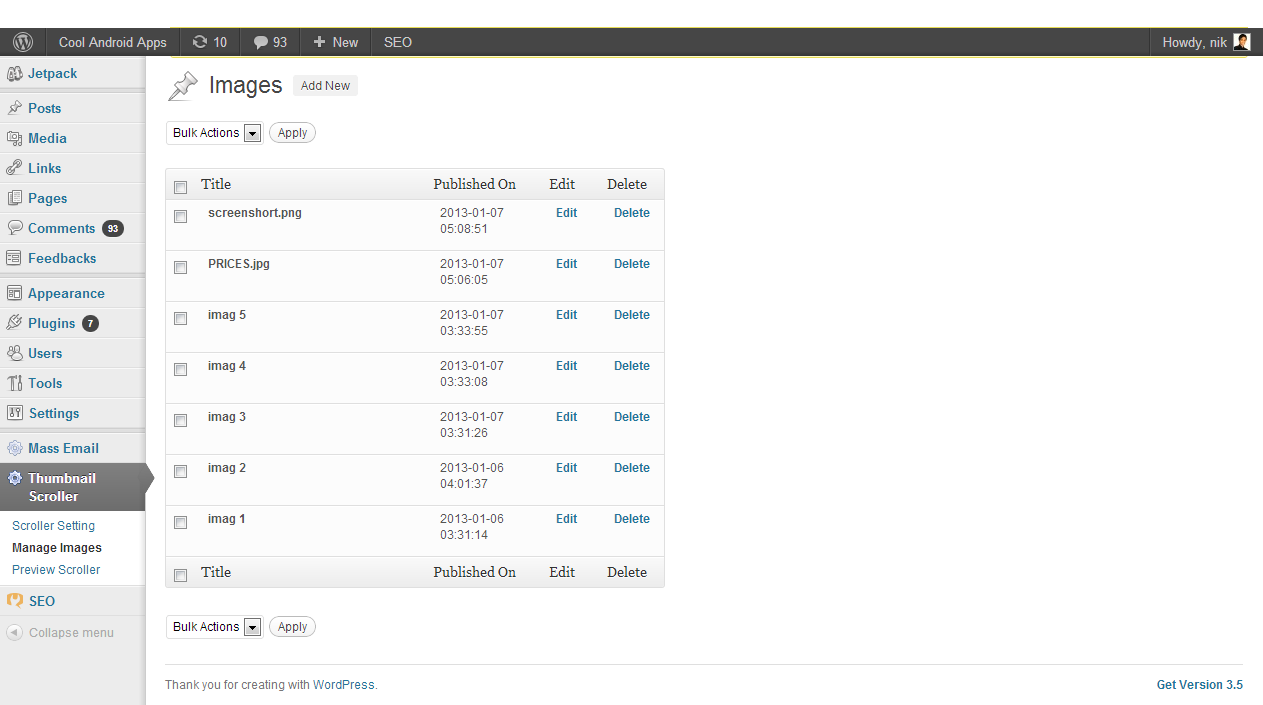 Cool Android Apps 10 93 New SEO Howdy, nik
Jetpack
Posts
Media
Links
Pages
Comments 93
Feedbacks
Appearance
Plugins 7
Users
Tools
Settings
Mass Email
Thumbnail
Scroller
Scroller Setting
Manage Images
Preview Scroller
SEO
Collapse menu
Images Add New
Bulk Actions Apply
Title Published On Edit Delete
screenshort.png 2013-01-07 Edit Delete
05:08:51
PRICES.jpg 2013-01-07 Edit Delete
05:06:05
imag 5 2013-01-07 Edit Delete
03:33:55
imag 4 2013-01-07 Edit Delete
03:33:08
imag 3 2013-01-07 Edit Delete
03:31:26
imag 2 2013-01-06 Edit Delete
04:01:37
imag 1 2013-01-06 Edit Delete
03:31:14
Title Published On Edit Delete
Bulk Actions Apply
Thank you for creating with WordPress. Get Version 3.5